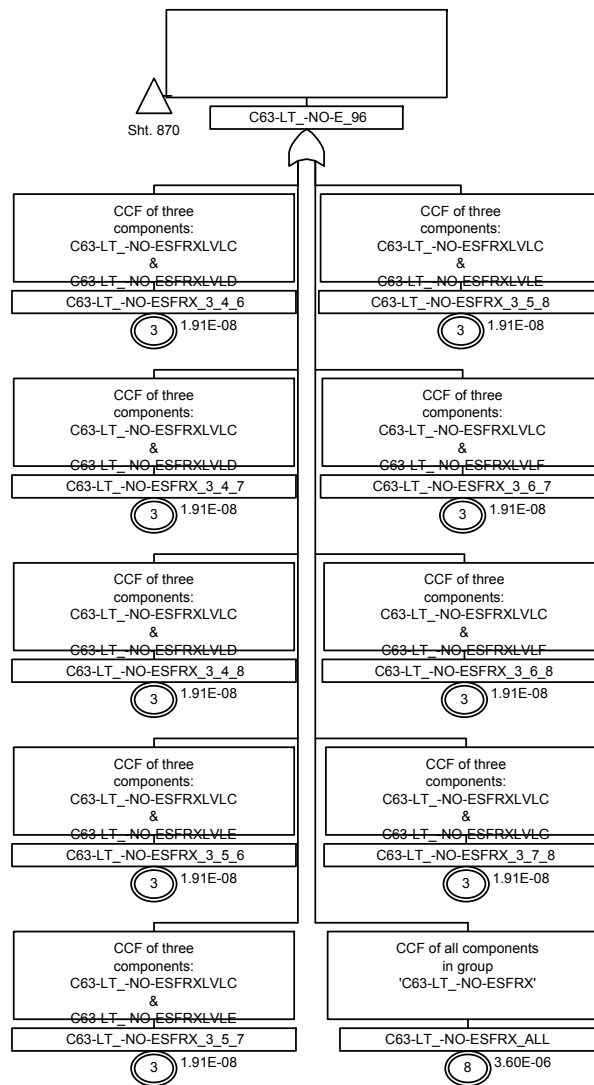 Sht. 870
C63-LT_-NO-E_96
CCF of three
components:
C63-LT_-NO-ESFRXLVLC
&
C63-LT_-NO-ESFRXLVLD
C63-LT_-NO-ESFRX_3_4_6
3
1.91E-08
CCF of three
components:
C63-LT_-NO-ESFRXLVLC
&
C63-LT_-NO-ESFRXLVLE
C63-LT_-NO-ESFRX_3_5_8
3
1.91E-08
CCF of three
components:
C63-LT_-NO-ESFRXLVLC
&
C63-LT_-NO-ESFRXLVLD
C63-LT_-NO-ESFRX_3_4_7
3
1.91E-08
CCF of three
components:
C63-LT_-NO-ESFRXLVLC
&
C63-LT_-NO-ESFRXLVLF
C63-LT_-NO-ESFRX_3_6_7
3
1.91E-08
CCF of three
components:
C63-LT_-NO-ESFRXLVLC
&
C63-LT_-NO-ESFRXLVLD
C63-LT_-NO-ESFRX_3_4_8
3
1.91E-08
CCF of three
components:
C63-LT_-NO-ESFRXLVLC
&
C63-LT_-NO-ESFRXLVLF
C63-LT_-NO-ESFRX_3_6_8
3
1.91E-08
CCF of three
components:
C63-LT_-NO-ESFRXLVLC
&
C63-LT_-NO-ESFRXLVLE
C63-LT_-NO-ESFRX_3_5_6
3
1.91E-08
CCF of three
components:
C63-LT_-NO-ESFRXLVLC
&
C63-LT_-NO-ESFRXLVLG
C63-LT_-NO-ESFRX_3_7_8
3
1.91E-08
CCF of three
components:
C63-LT_-NO-ESFRXLVLC
&
C63-LT_-NO-ESFRXLVLE
C63-LT_-NO-ESFRX_3_5_7
3
1.91E-08
CCF of all components
in group
'C63-LT_-NO-ESFRX'
C63-LT_-NO-ESFRX_ALL
8
3.60E-06